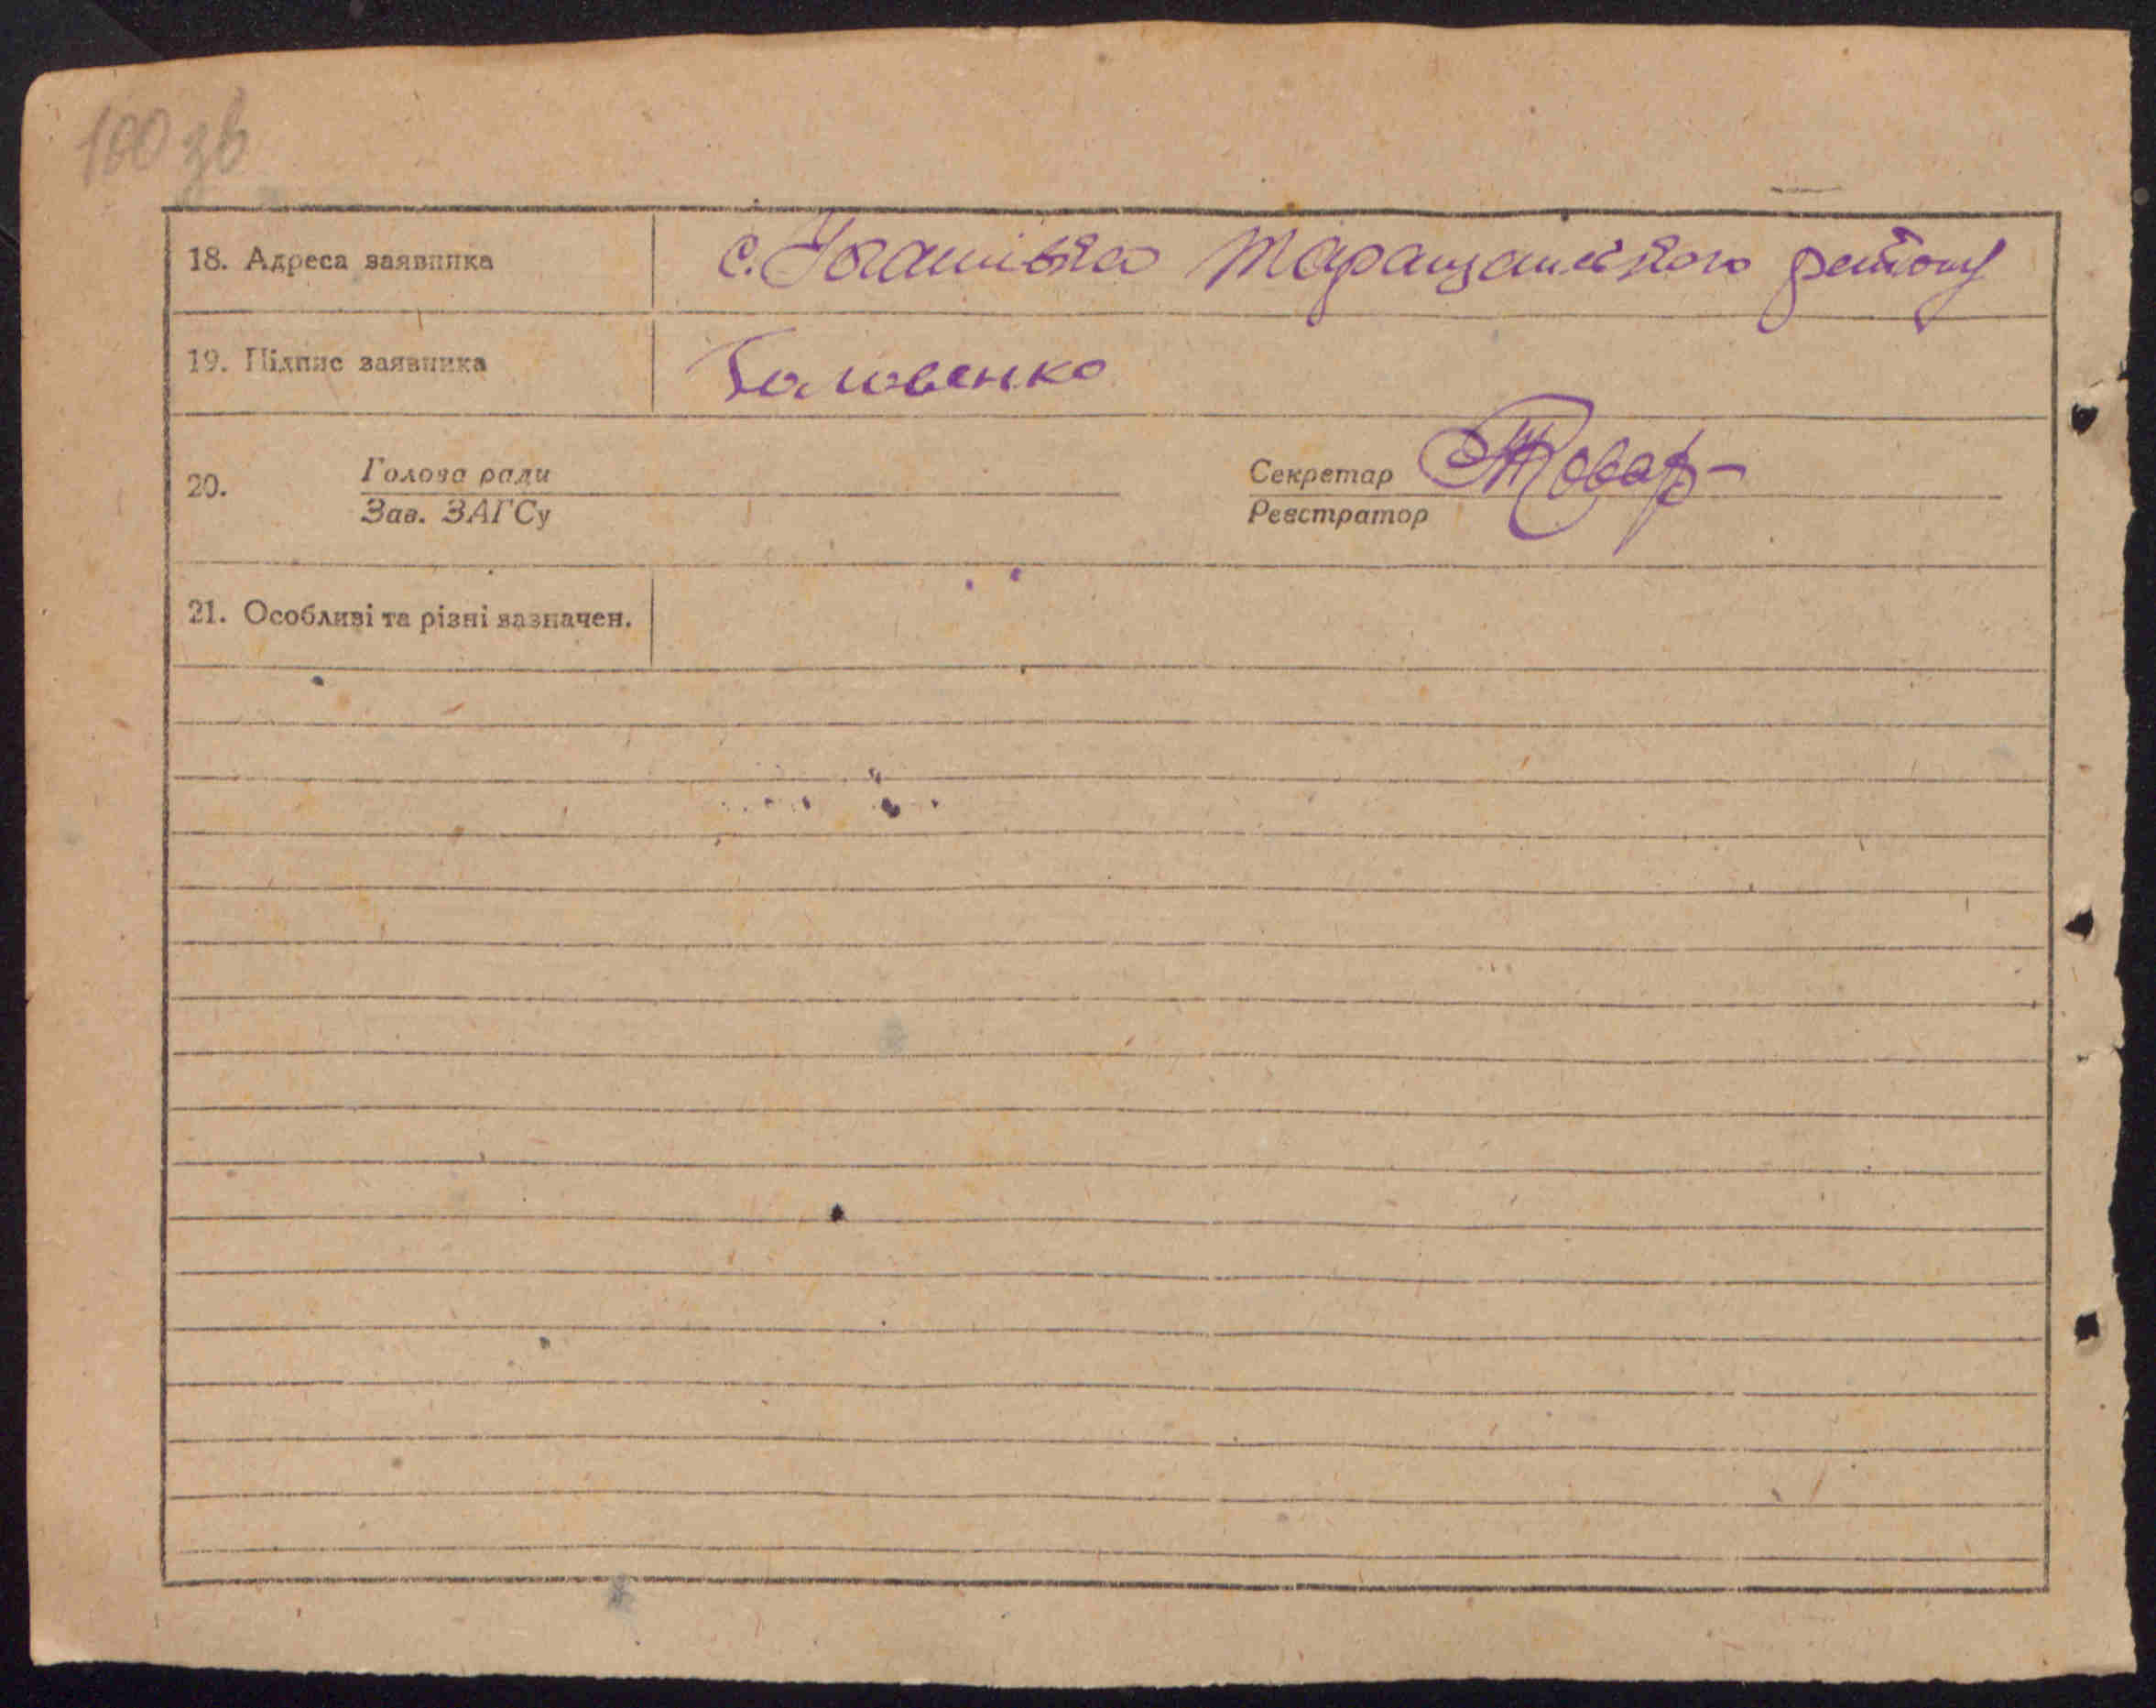 100 зв
18. Адреса заявника с. Юшківка Таращанського району
19. Підпис заявника Головенко
20. Голова ради Секретар
Зав. ЗАГСу Реєстратор
21. Особливі та різні зазначен.